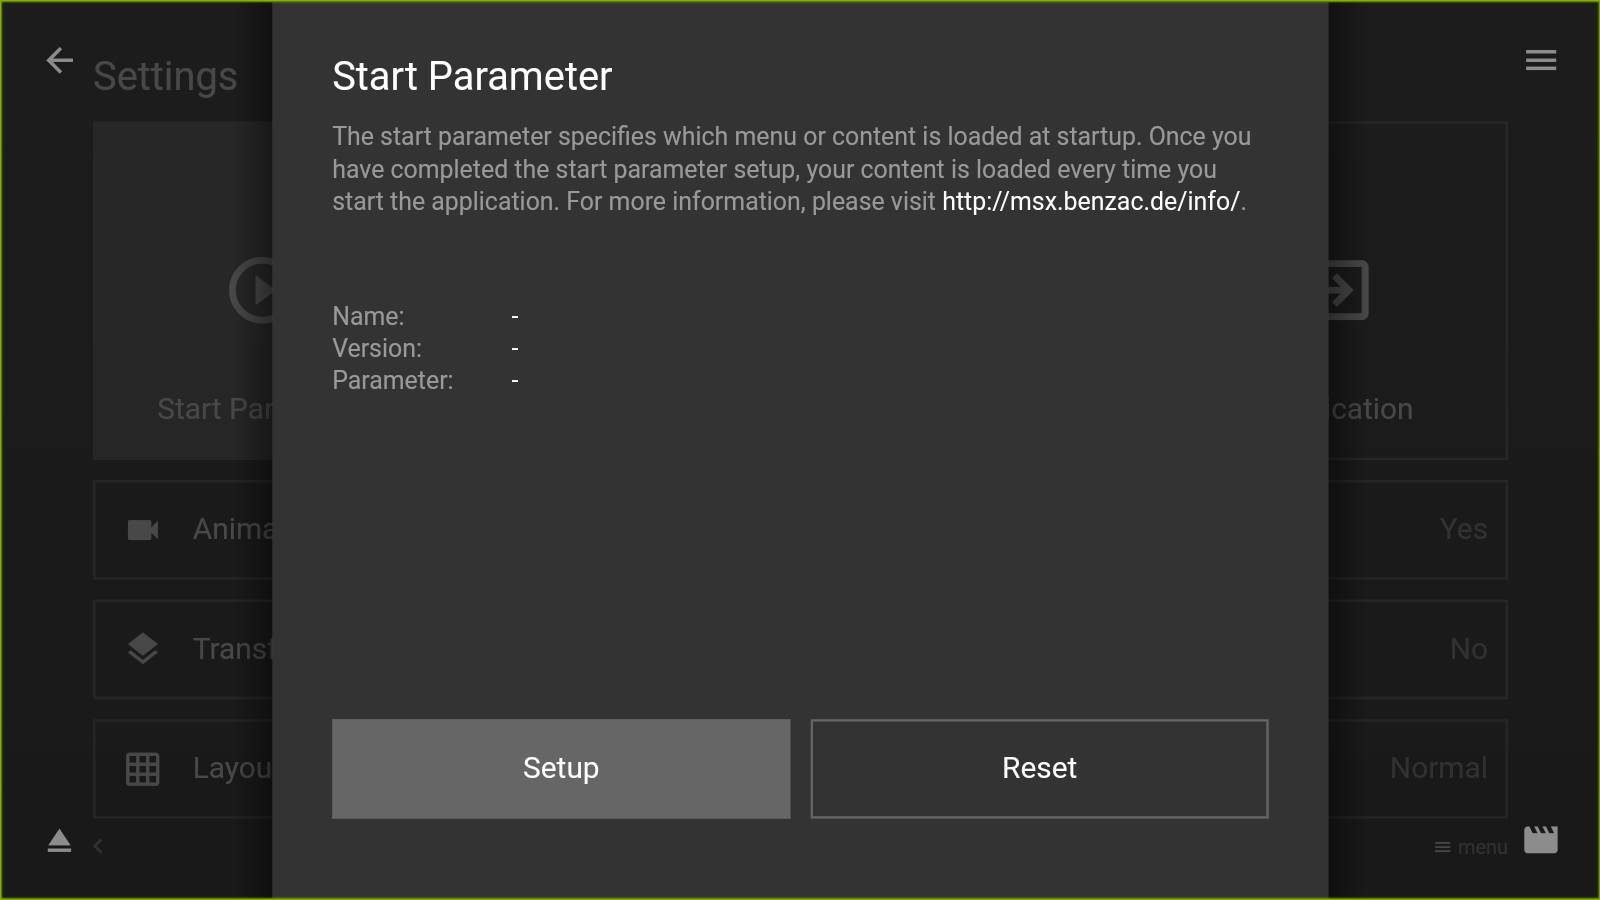 Settings
Start Parameter
The start parameter specifies which menu or content is loaded at startup. Once you
have completed the start parameter setup, your content is loaded every time you
start the application. For more information, please visit http://msx.benzac.de/info/.
Name: -
Version: -
Parameter: -
Start Par
ication
Anima
Yes
Transf
No
Layou
Normal
Setup
Reset
menu